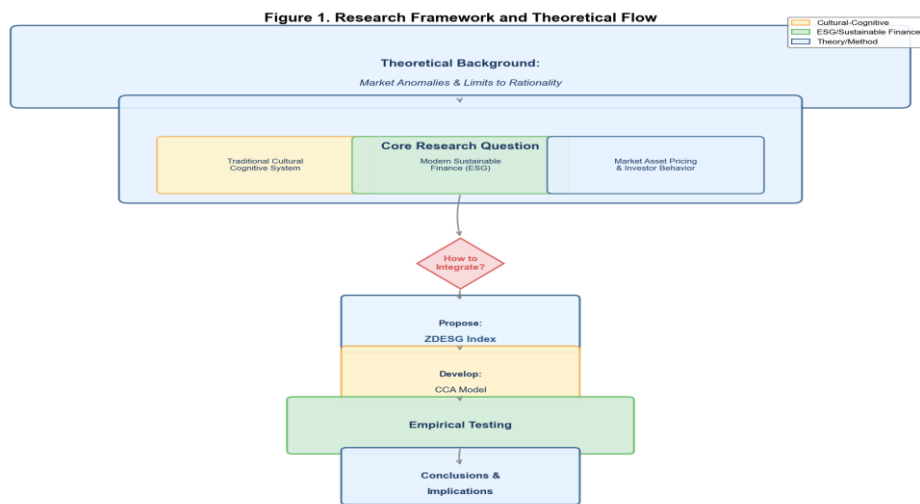 Figure 1. Research Framework and Theoretical Flow
Cultural-Cognitive
ESG/Sustainable Finance
Theory/Method
Theoretical Background:
Market Anomalies & Limits to Rationality
Core Research Question
Traditional Cultural
Cognitive System
Modern Sustainable
Finance (ESG)
Market Asset Pricing
& Investor Behavior
How to
Integrate?
Propose:
ZDESG Index
Develop:
CCA Model
Empirical Testing
Conclusions &
Implications